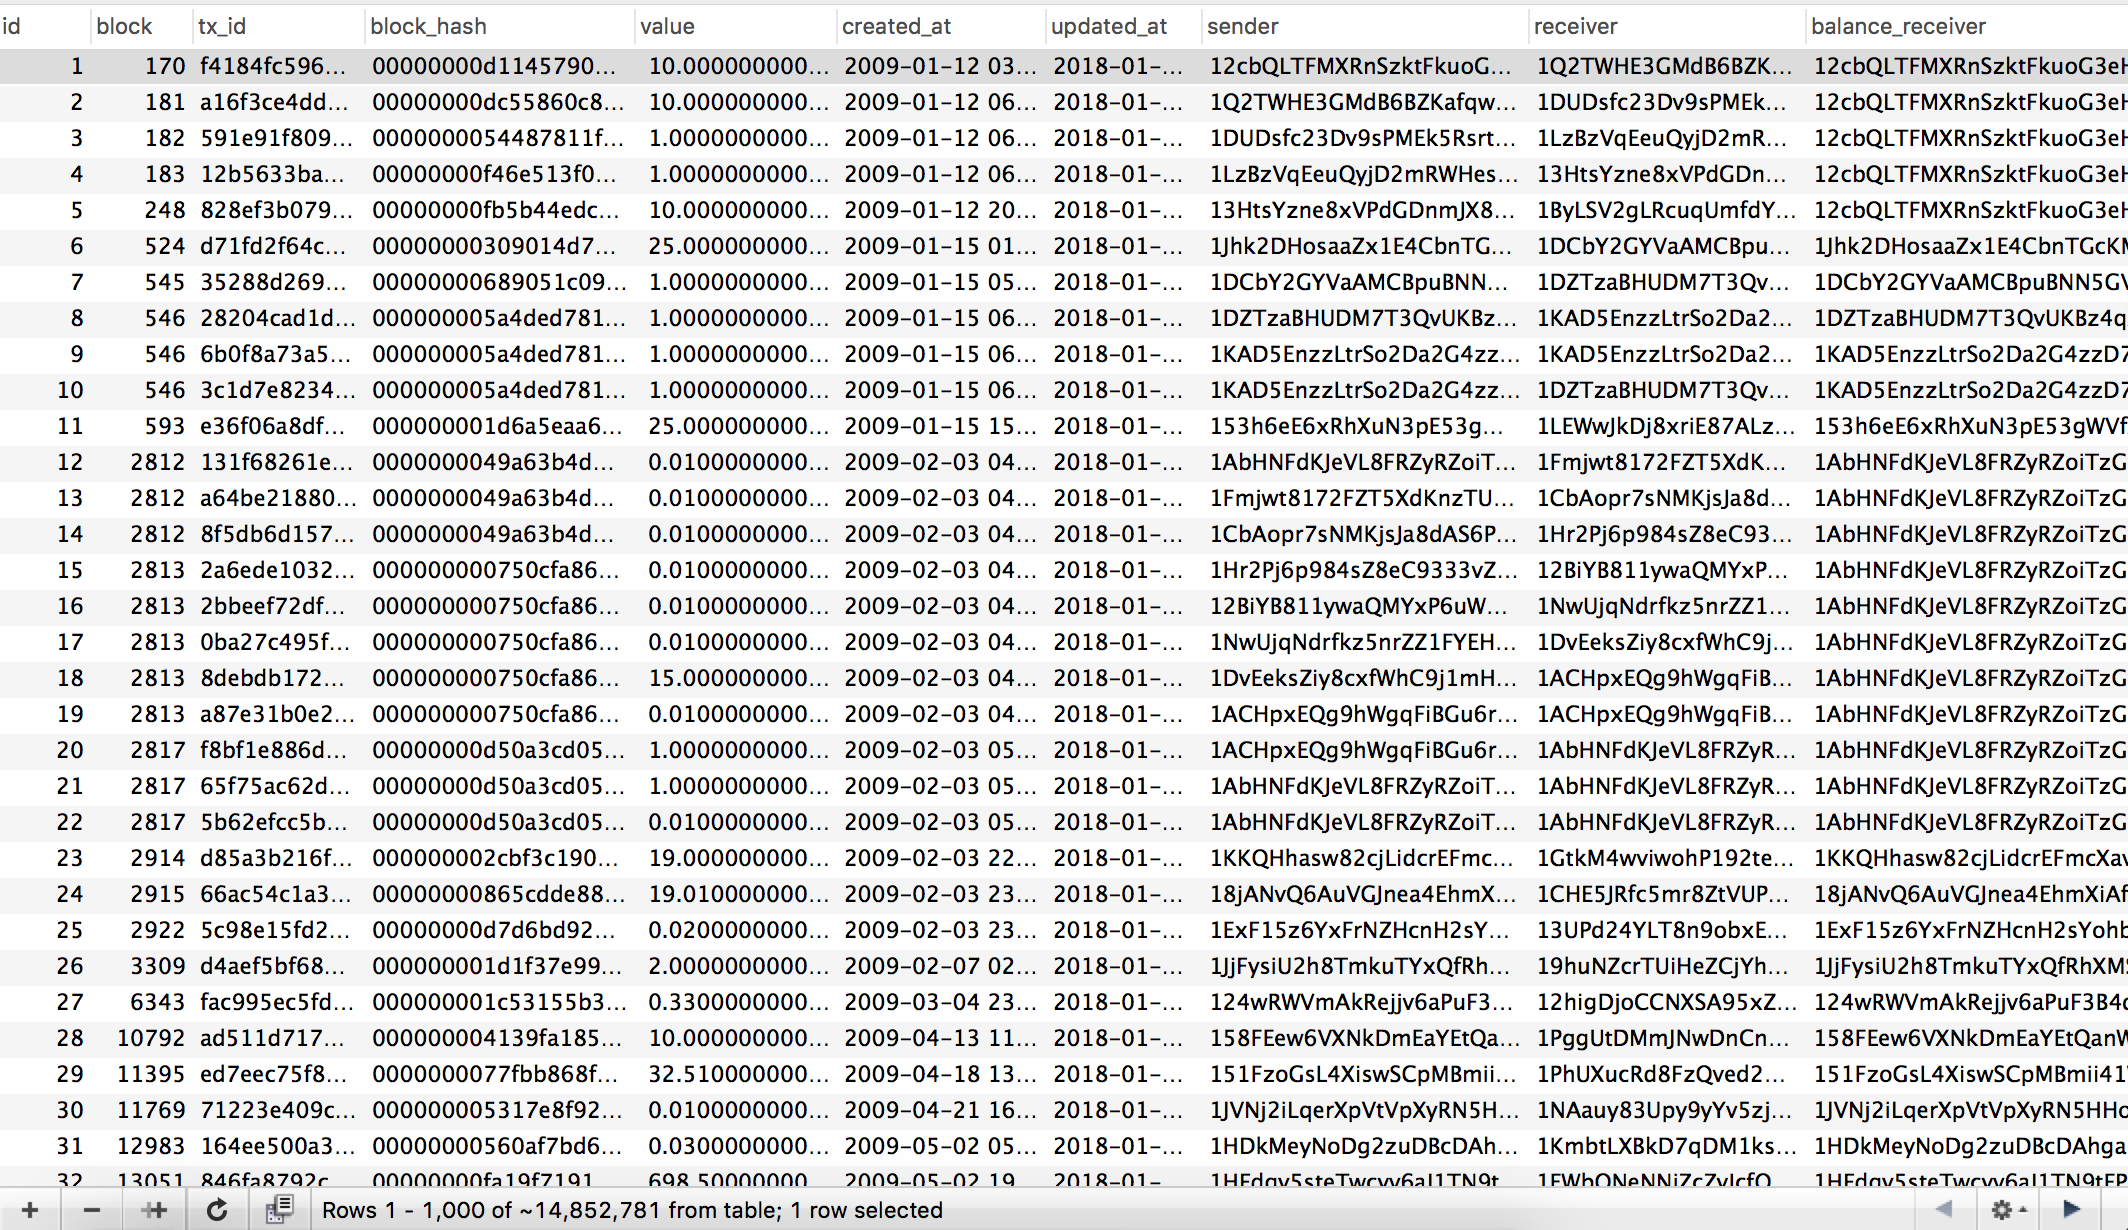 id block tx_id block_hash value created_at updated_at sender receiver balance_receiver
1 170 f4184fc596... 00000000d1145790... 10.000000000... 2009-01-12 03... 2018-01-... 12cbQLTFMXRnSzktFkuoG... 1Q2TWHE3GMdB6BZK... 12cbQLTFMXRnSzktFkuoG3eH
2 181 a16f3ce4dd... 00000000dc55860c8... 10.000000000... 2009-01-12 06... 2018-01-... 1Q2TWHE3GMdB6BZKafqw... 1DUDsfc23Dv9sPMEk... 12cbQLTFMXRnSzktFkuoG3eH
3 182 591e91f809... 0000000054487811f... 1.0000000000... 2009-01-12 06... 2018-01-... 1DUDsfc23Dv9sPMEk5Rsrt... 1LzBzVqEeuQyjD2mR... 12cbQLTFMXRnSzktFkuoG3eH
4 183 12b5633ba... 00000000f46e513f0... 1.0000000000... 2009-01-12 06... 2018-01-... 1LzBzVqEeuQyjD2mRWHes... 13HtsYzne8xVPdGDn... 12cbQLTFMXRnSzktFkuoG3eH
5 248 828ef3b079... 00000000fb5b44edc... 10.000000000... 2009-01-12 20... 2018-01-... 13HtsYzne8xVPdGDnmJX8... 1ByLSV2gLRcuqUmfdY... 12cbQLTFMXRnSzktFkuoG3eH
6 524 d71fd2f64c... 00000000309014d7... 25.000000000... 2009-01-15 01... 2018-01-... 1Jhk2DHosaaZx1E4CbnTG... 1DCbY2GYVaAMCBpu... 1Jhk2DHosaaZx1E4CbnTGcKM
7 545 35288d269... 00000000689051c09... 1.0000000000... 2009-01-15 05... 2018-01-... 1DCbY2GYVaAMCBpuBNN... 1DZTzaBHUDM7T3Qv... 1DCbY2GYVaAMCBpuBNN5GV
8 546 28204cad1d... 000000005a4ded781... 1.0000000000... 2009-01-15 06... 2018-01-... 1DZTzaBHUDM7T3QvUKBz... 1KAD5EnzzLtrSo2Da2... 1DZTzaBHUDM7T3QvUKBz4q
9 546 6b0f8a73a5... 000000005a4ded781... 1.0000000000... 2009-01-15 06... 2018-01-... 1KAD5EnzzLtrSo2Da2G4zz... 1KAD5EnzzLtrSo2Da2... 1KAD5EnzzLtrSo2Da2G4zzD7
10 546 3c1d7e8234... 000000005a4ded781... 1.0000000000... 2009-01-15 06... 2018-01-... 1KAD5EnzzLtrSo2Da2G4zz... 1DZTzaBHUDM7T3Qv... 1KAD5EnzzLtrSo2Da2G4zzD7
11 593 e36f06a8df... 000000001d6a5eaa6... 25.000000000... 2009-01-15 15... 2018-01-... 153h6eE6xRhXuN3pE53g... 1LEWwJkDj8xriE87ALz... 153h6eE6xRhXuN3pE53gWVf
12 2812 131f68261e... 0000000049a63b4d... 0.0100000000... 2009-02-03 04... 2018-01-... 1AbHNFdKJeVL8FRZyRZoiT... 1Fmjwt8172FZT5XdK... 1AbHNFdKJeVL8FRZyRZoiTzG
13 2812 a64be21880... 0000000049a63b4d... 0.0100000000... 2009-02-03 04... 2018-01-... 1Fmjwt8172FZT5XdKnzTU... 1CbAopr7sNMKjsJa8d... 1AbHNFdKJeVL8FRZyRZoiTzG
14 2812 8f5db6d157... 0000000049a63b4d... 0.0100000000... 2009-02-03 04... 2018-01-... 1CbAopr7sNMKjsJa8dAS6P... 1Hr2Pj6p984sZ8eC93... 1AbHNFdKJeVL8FRZyRZoiTzG
15 2813 2a6ede1032... 000000000750cfa86... 0.0100000000... 2009-02-03 04... 2018-01-... 1Hr2Pj6p984sZ8eC9333vZ... 12BiYB811ywaQMYxP... 1AbHNFdKJeVL8FRZyRZoiTzG
16 2813 2bbeef72df... 000000000750cfa86... 0.0100000000... 2009-02-03 04... 2018-01-... 12BiYB811ywaQMYxP6uW... 1NwUjqNdrfkz5nrZZ1... 1AbHNFdKJeVL8FRZyRZoiTzG
17 2813 0ba27c495f... 000000000750cfa86... 0.0100000000... 2009-02-03 04... 2018-01-... 1NwUjqNdrfkz5nrZZ1FYEH... 1DvEeksZiy8cxfWhC9j... 1AbHNFdKJeVL8FRZyRZoiTzG
18 2813 8debdb172... 000000000750cfa86... 15.000000000... 2009-02-03 04... 2018-01-... 1DvEeksZiy8cxfWhC9j1mH... 1ACHpxEQg9hWgqFiB... 1AbHNFdKJeVL8FRZyRZoiTzG
19 2813 a87e31b0e2... 000000000750cfa86... 0.0100000000... 2009-02-03 04... 2018-01-... 1ACHpxEQg9hWgqFiBGu6r... 1ACHpxEQg9hWgqFiB... 1AbHNFdKJeVL8FRZyRZoiTzG
20 2817 f8bf1e886d... 00000000d50a3cd05... 1.0000000000... 2009-02-03 05... 2018-01-... 1ACHpxEQg9hWgqFiBGu6r... 1AbHNFdKJeVL8FRZyR... 1AbHNFdKJeVL8FRZyRZoiTzG
21 2817 65f75ac62d... 00000000d50a3cd05... 1.0000000000... 2009-02-03 05... 2018-01-... 1AbHNFdKJeVL8FRZyRZoiT... 1AbHNFdKJeVL8FRZyR... 1AbHNFdKJeVL8FRZyRZoiTzG
22 2817 5b62efcc5b... 00000000d50a3cd05... 0.0100000000... 2009-02-03 05... 2018-01-... 1AbHNFdKJeVL8FRZyRZoiT... 1AbHNFdKJeVL8FRZyR... 1AbHNFdKJeVL8FRZyRZoiTzG
23 2914 d85a3b216f... 000000002cbf3c190... 19.000000000... 2009-02-03 22... 2018-01-... 1KKQHhasw82cjLidcrEFmc... 1GtkM4wviwohP192te... 1KKQHhasw82cjLidcrEFmcXav
24 2915 66ac54c1a3... 00000000865cdde88... 19.010000000... 2009-02-03 23... 2018-01-... 18jANvQ6AuVGJnea4EhmX... 1CHE5JRfc5mr8ZtVUP... 18jANvQ6AuVGJnea4EhmXiAf
25 2922 5c98e15fd2... 00000000d7d6bd92... 0.0200000000... 2009-02-03 23... 2018-01-... 1ExF15z6YxFrNZHcnH2sY... 13UPd24YLT8n9obxE... 1ExF15z6YxFrNZHcnH2sYohb
26 3309 d4aef5bf68... 000000001d1f37e99... 2.0000000000... 2009-02-07 02... 2018-01-... 1JjFysiU2h8TmkuTYxQfRh... 19huNZcrTUiHeZCjYh... 1JjFysiU2h8TmkuTYxQfRhXM
27 6343 fac995ec5fd... 000000001c53155b3... 0.3300000000... 2009-03-04 23... 2018-01-... 124wRWVmAkRejjv6aPuF3... 12higDjoCCNXSA95xZ... 124wRWVmAkRejjv6aPuF3B4
28 10792 ad511d717... 000000004139fa185... 10.000000000... 2009-04-13 11... 2018-01-... 158FEew6VXNkDmEaYEtQa... 1PggUtDMmJNwDnCn... 158FEew6VXNkDmEaYEtQanW
29 11395 ed7eec75f8... 0000000077fbb868f... 32.510000000... 2009-04-18 13... 2018-01-... 151FzoGsL4XiswSCpMBmii... 1PhUXucRd8FzQved2... 151FzoGsL4XiswSCpMBmii41
30 11769 71223e409c... 000000005317e8f92... 0.0100000000... 2009-04-21 16... 2018-01-... 1JVNj2iLqerXpVtVpXyRN5H... 1NAauy83Upy9yYv5zj... 1JVNj2iLqerXpVtVpXyRN5HHo
31 12983 164ee500a3... 00000000560af7bd6... 0.0300000000... 2009-05-02 05... 2018-01-... 1HDkMeyNoDg2zuDBcDAh... 1KmbtLXBkD7qDM1ks... 1HDkMeyNoDg2zuDBcDAhga
32 13051 846fa8792c 00000000fa19f7191 698.50000000 2009-05-02 19 2018-01-
Rows 1 - 1,000 of ~14,852,781 from table; 1 row selected